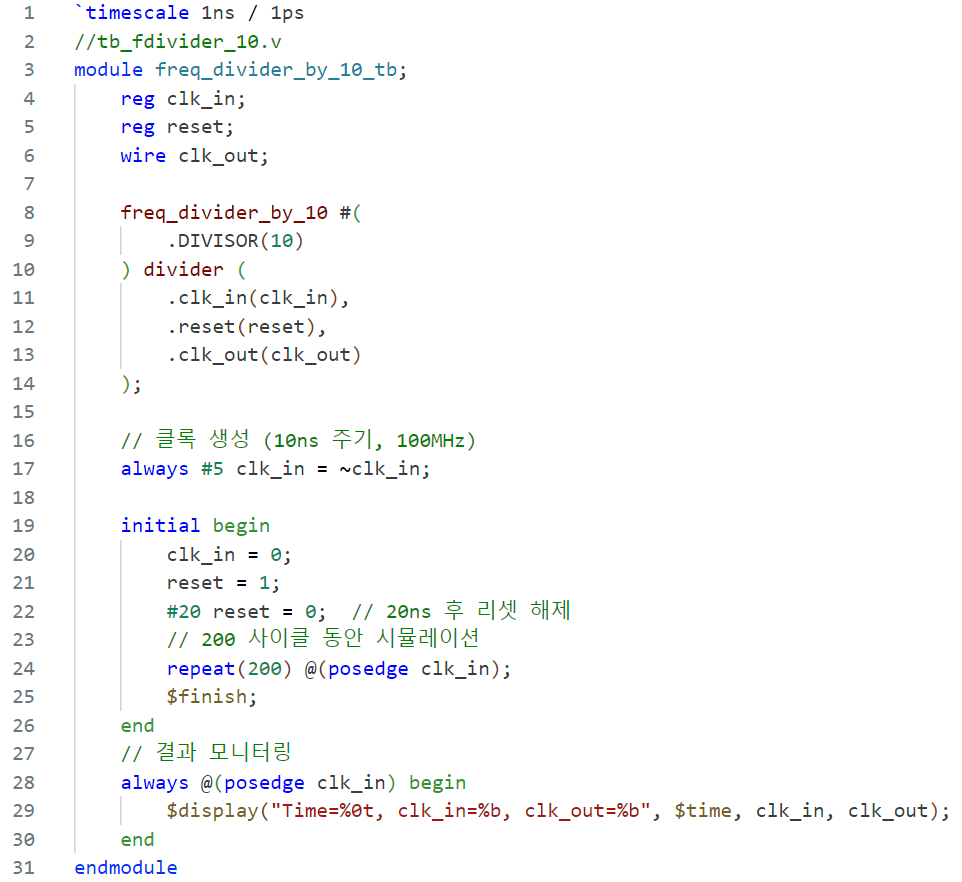 1 `timescale 1ns / 1ps
2 //tb_fdivider_10.v
3 module freq_divider_by_10_tb;
4     reg clk_in;
5     reg reset;
6     wire clk_out;
7
8     freq_divider_by_10 #(
9         .DIVISOR(10)
10     ) divider (
11         .clk_in(clk_in),
12         .reset(reset),
13         .clk_out(clk_out)
14     );
15
16     // 클록 생성 (10ns 주기, 100MHz)
17     always #5 clk_in = ~clk_in;
18
19     initial begin
20         clk_in = 0;
21         reset = 1;
22         #20 reset = 0;  // 20ns 후 리셋 해제
23         // 200 사이클 동안 시뮬레이션
24         repeat(200) @(posedge clk_in);
25         $finish;
26     end
27     // 결과 모니터링
28     always @(posedge clk_in) begin
29         $display("Time=%0t, clk_in=%b, clk_out=%b", $time, clk_in, clk_out);
30     end
31 endmodule